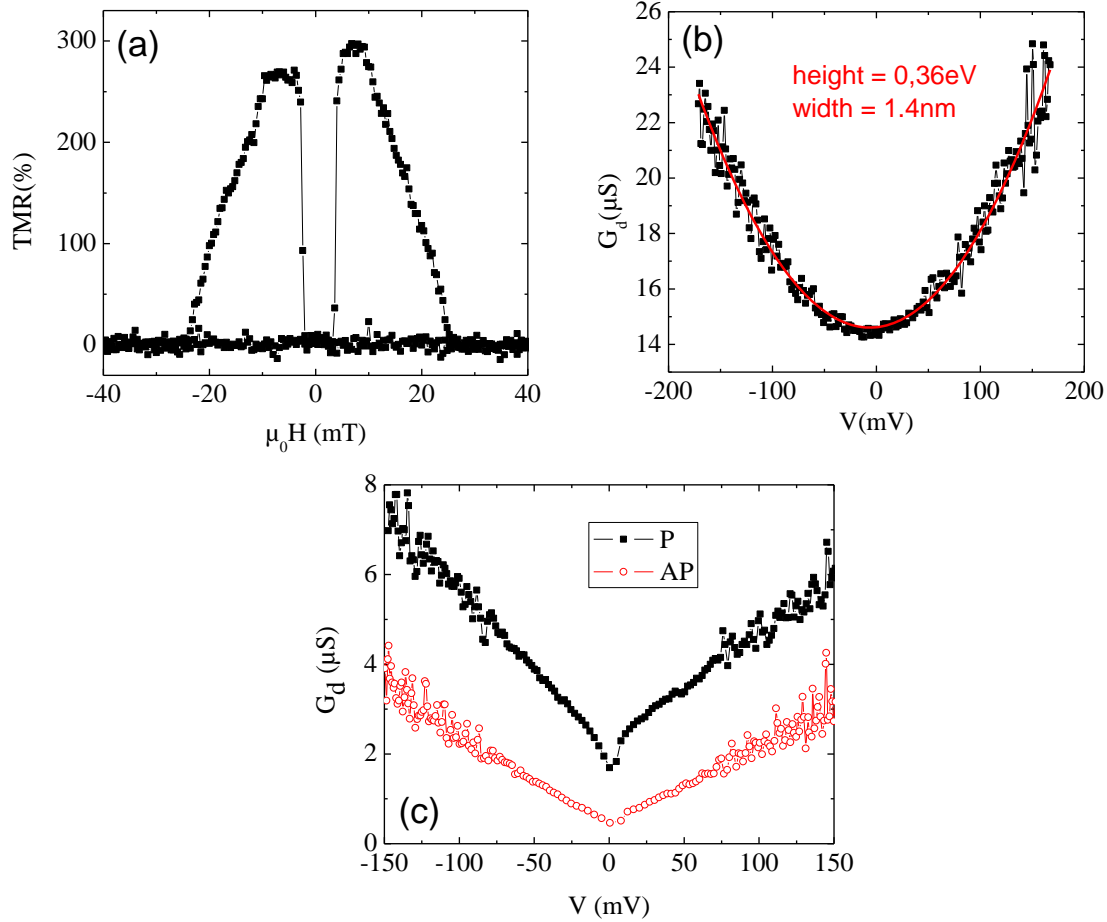 (a)
300
200
100
0
TMR(%)
-40
-20
0
20
40
μ₀H (mT)
(b)
height = 0,36eV
width = 1.4nm
26
24
22
20
18
16
14
G_d(μS)
-200
-100
0
100
200
V(mV)
8
6
4
2
0
G_d (μS)
P
AP
(c)
-150
-100
-50
0
50
100
150
V (mV)